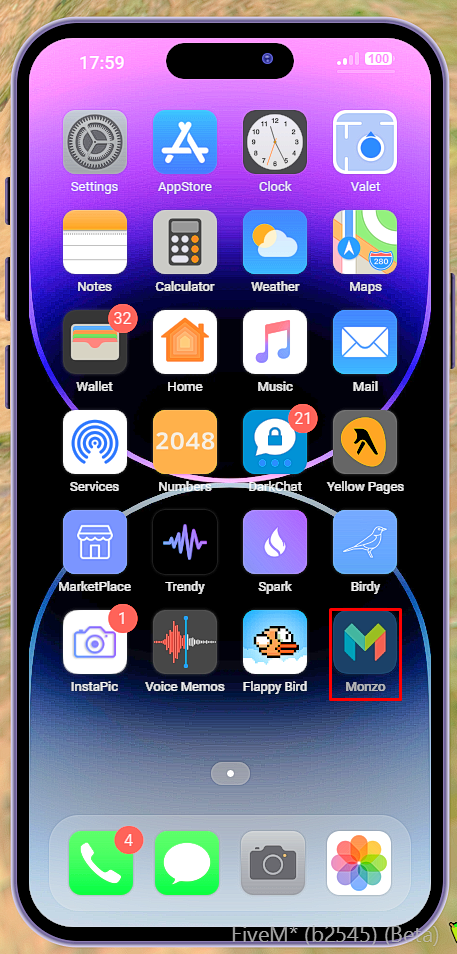 17:59
100
12
Settings
AppStore
Clock
Valet
280
Notes
Calculator
Weather
Maps
32
Wallet
Home
Music
Mail
21
2048
Services
Numbers
DarkChat
Yellow Pages
MarketPlace
Trendy
Spark
Birdy
1
InstaPic
Voice Memos
Flappy Bird
Monzo
4
FiveM* (b2545) (Beta)